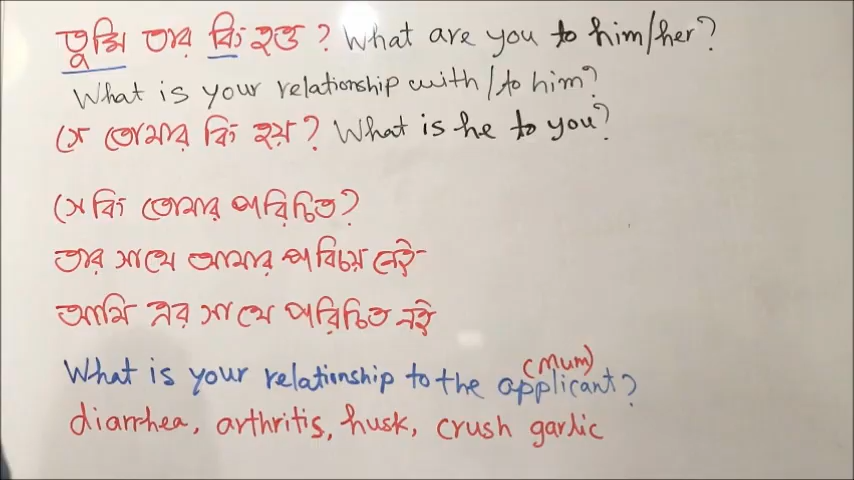 তুমি তার কি হও? What are you to him/her?
What is your relationship with/to him?
সে তোমার কি হয়? What is he to you?
সে কি তোমার পরিচিত?
তার সাথে আমার পরিচয় নেই
আমি এর সাথে পরিচিত নই
(Mum)
What is your relationship to the applicant?
diarrhea, arthritis, husk, crush garlic